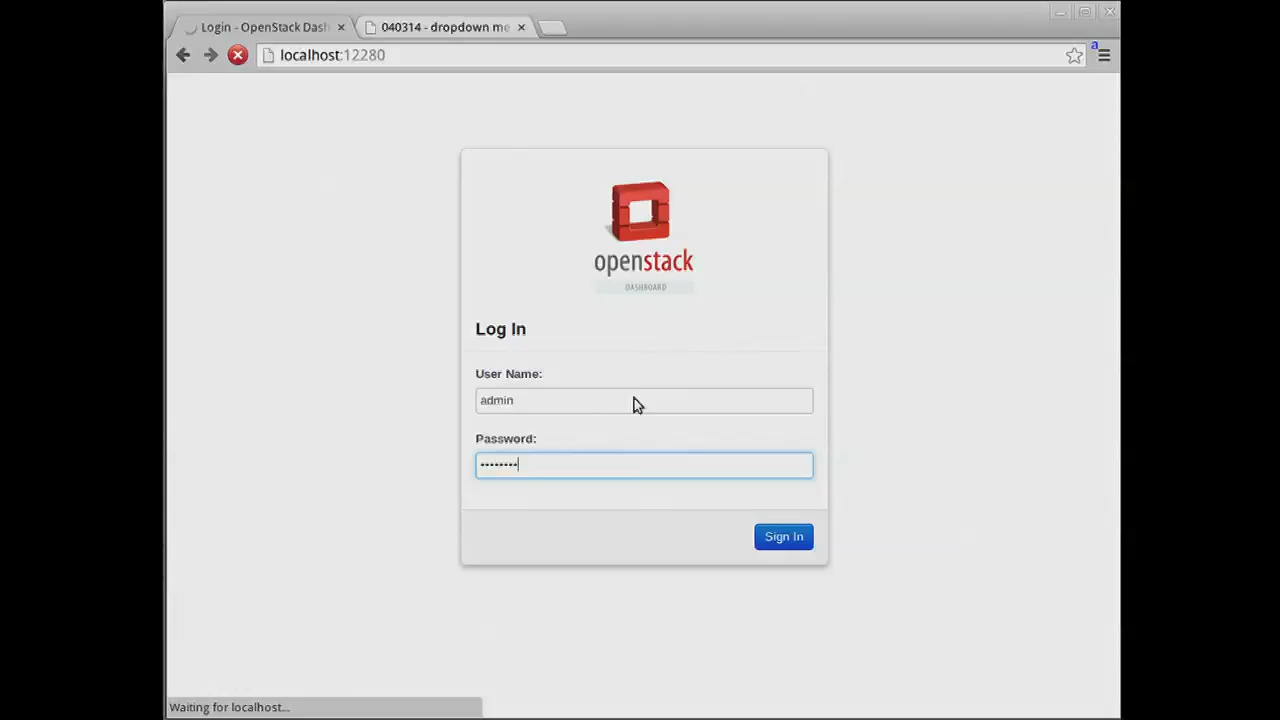 Login - OpenStack Dash
040314 - dropdown me
localhost:12280
a
openstack
DASHBOARD
Log In
User Name:
admin
Password:
••••••••
Sign In
Waiting for localhost...